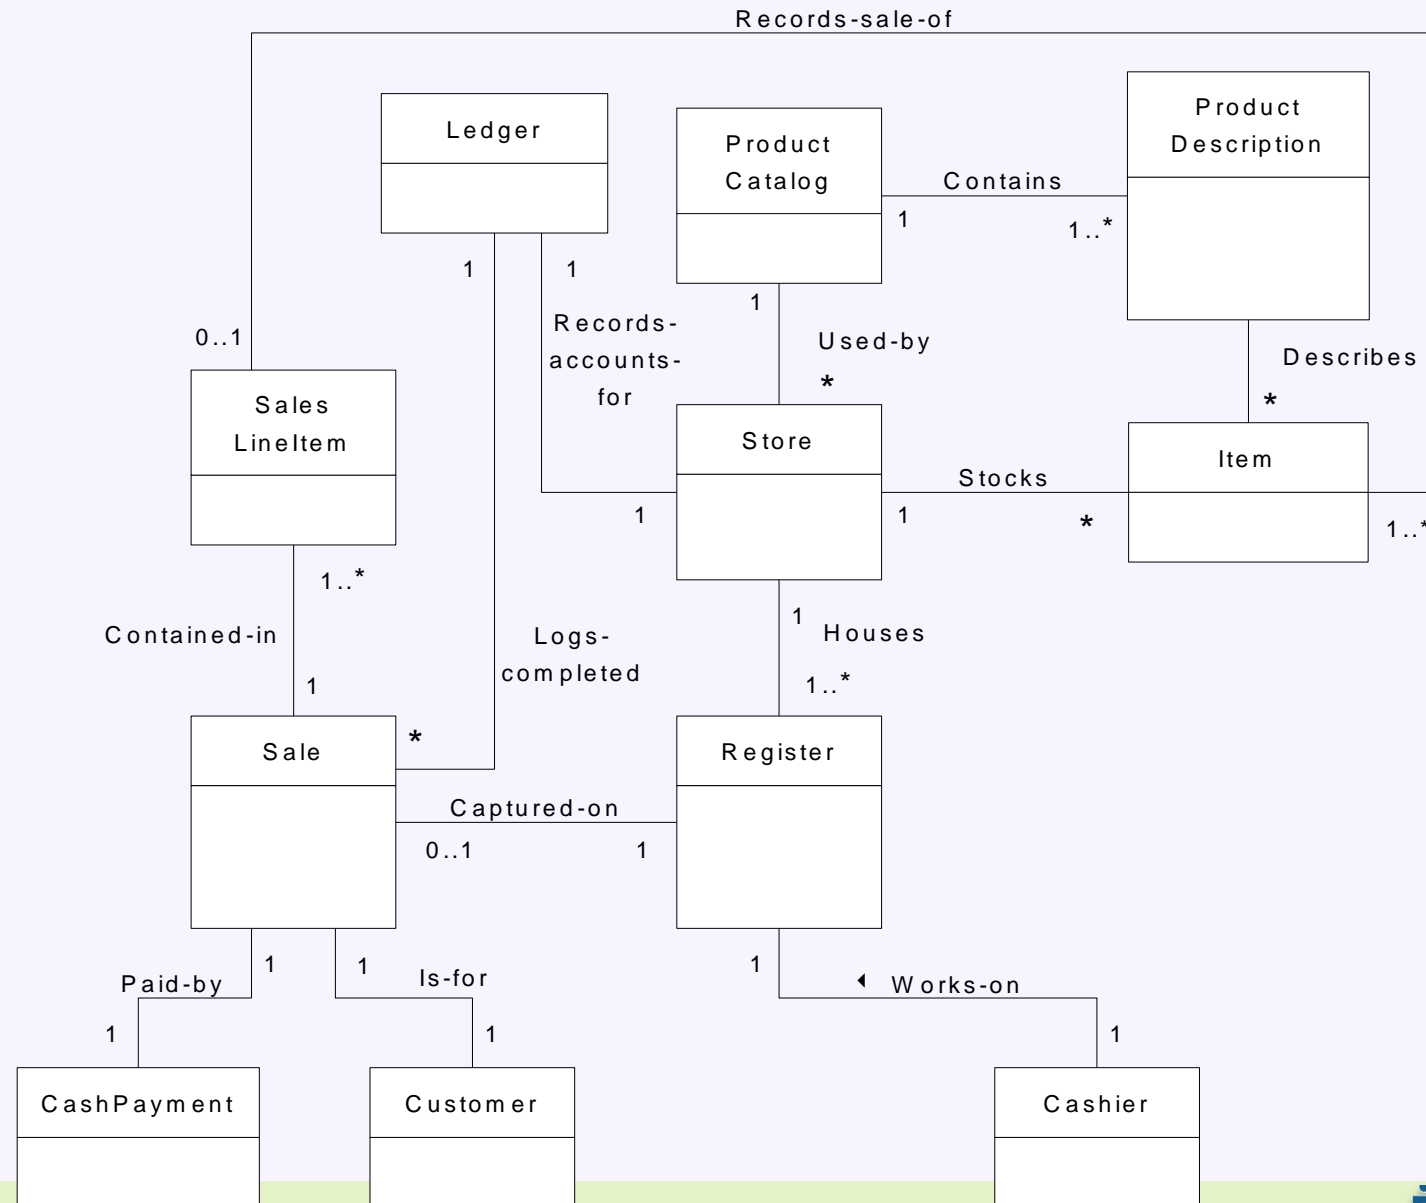 Records-sale-of
Ledger
Product
Catalog
Product
Description
Contains
1
1..*
1
1
1
Records-
accounts-
for
Used-by
*
0..1
Describes
*
Sales
LineItem
Store
Item
Stocks
1
1
*
1..*
1..*
1
Houses
1..*
Contained-in
Logs-
completed
1
*
Sale
Register
Captured-on
0..1
1
1
1
1
Paid-by
Is-for
Works-on
1
1
1
CashPayment
Customer
Cashier